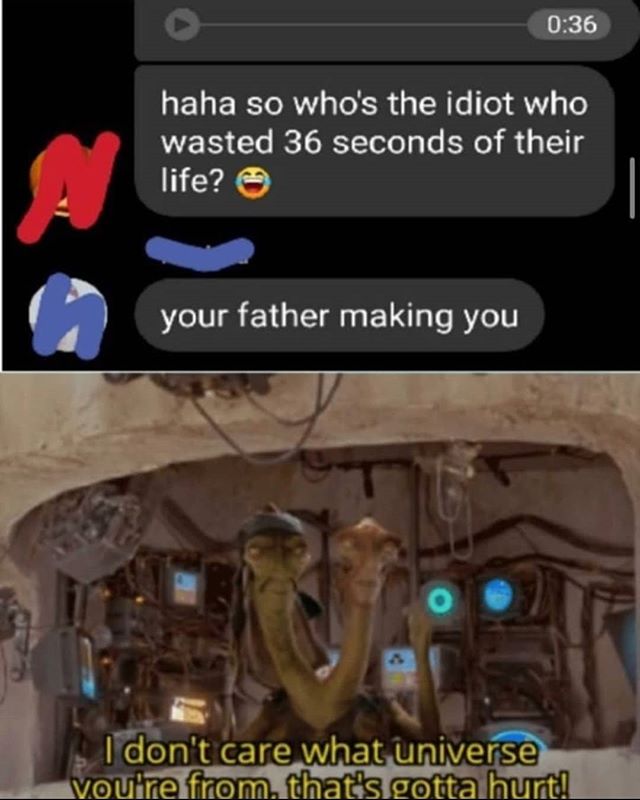 0:36
haha so who's the idiot who
wasted 36 seconds of their
life? 😂
your father making you
I don't care what universe
you're from, that's gotta hurt!